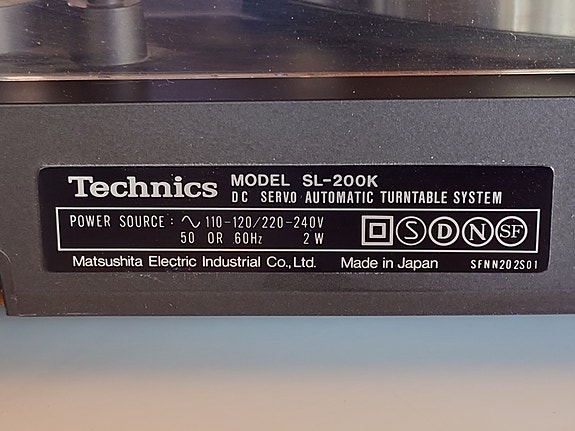 Technics MODEL SL-200K
DC SERVO AUTOMATIC TURNTABLE SYSTEM
POWER SOURCE : ∿ 110-120/220-240V
50 OR 60Hz 2W
S D N SF
Matsushita Electric Industrial Co., Ltd. Made in Japan SFNN202S01